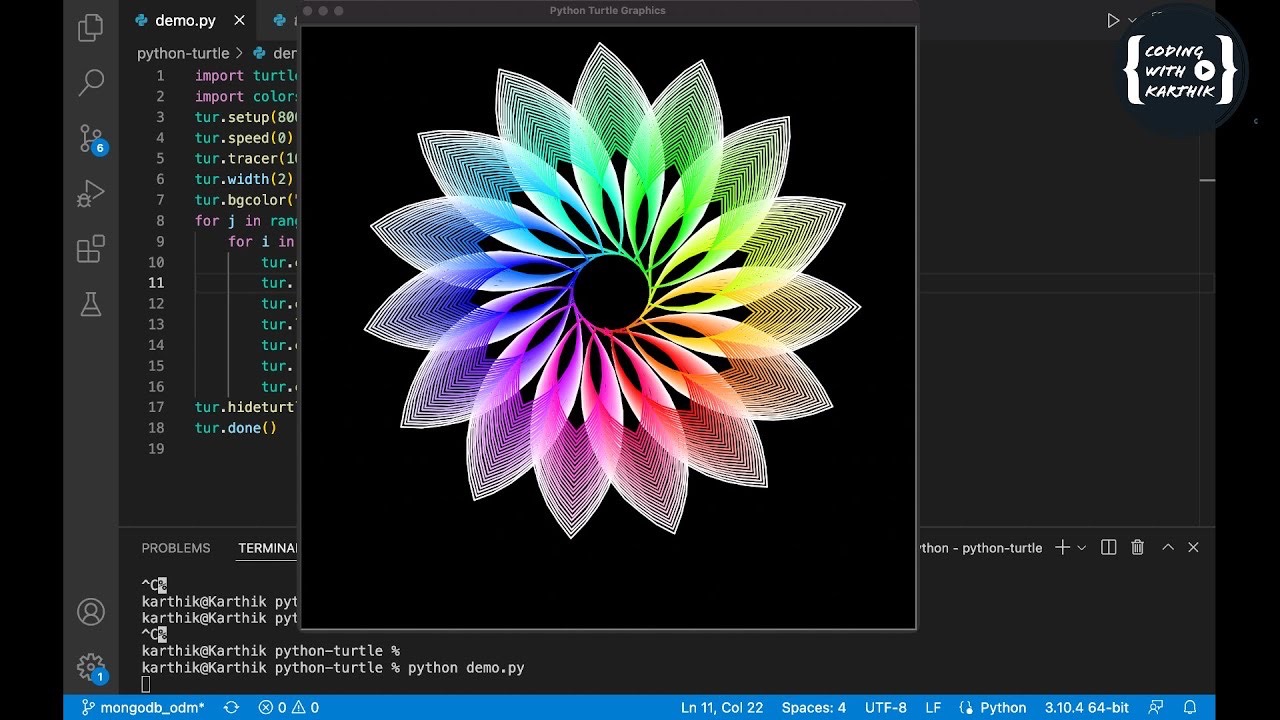 Python Turtle Graphics
demo.py
CODING
WITH
KARTHIK
python-turtle
1 import turtle
2 import colors
3 tur.setup(800
4 tur.speed(0)
5 tur.tracer(10
6 tur.width(2)
7 tur.bgcolor(
8 for j in rang
9 for i in
10 tur.
11 tur.
12 tur.
13 tur.
14 tur.
15 tur.
16 tur.
17 tur.hideturtl
18 tur.done()
19
6
PROBLEMS TERMINAL
python - python-turtle
^C%
karthik@Karthik pyt
karthik@Karthik pyt
^C%
karthik@Karthik python-turtle %
karthik@Karthik python-turtle % python demo.py
1
mongodb_odm* 0 0 Ln 11, Col 22 Spaces: 4 UTF-8 LF Python 3.10.4 64-bit